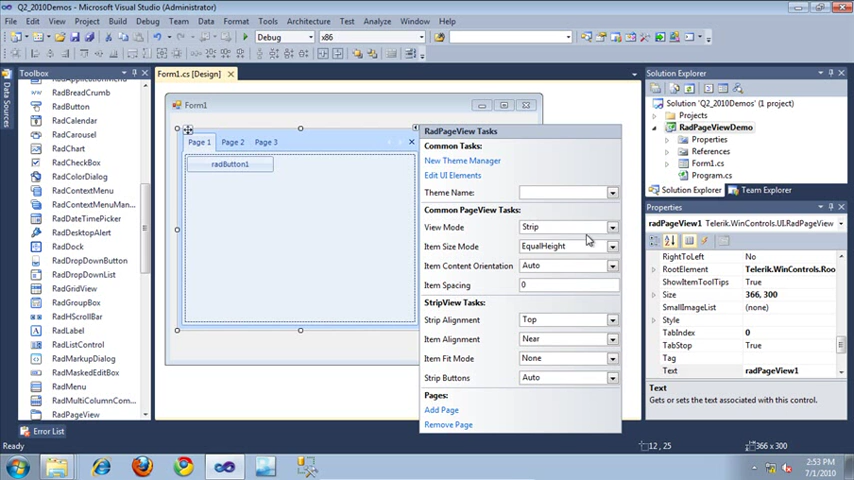 Q2_2010Demos - Microsoft Visual Studio (Administrator)
File Edit View Project Build Debug Team Data Format Tools Architecture Test Analyze Window Help
Debug x86
Data Sources
Toolbox
RadBreadCrumb
RadButton
RadCalendar
RadCarousel
RadChart
RadCheckBox
RadColorDialog
RadContextMenu
RadContextMenuMan...
RadDateTimePicker
RadDesktopAlert
RadDropDownButton
RadDropDownList
RadGridView
RadGroupBox
RadLabel
RadListControl
RadMaskedEditBox
RadMenu
RadMultiColumnCom...
RadPageView
Form1.cs [Design]
Form1
Page 1 Page 2 Page 3
radButton1
RadPageView Tasks
Common Tasks:
New Theme Manager
Edit UI Elements
Theme Name:
Common PageView Tasks:
View Mode Strip
Item Size Mode EqualHeight
Item Content Orientation Auto
Item Spacing 0
StripView Tasks:
Strip Alignment Top
Item Alignment Near
Item Fit Mode None
Strip Buttons Auto
Pages:
Add Page
Remove Page
Solution Explorer
Solution 'Q2_2010Demos' (1 project)
Projects
RadPageViewDemo
Properties
References
Form1.cs
Program.cs
Solution Explorer Team Explorer
Properties
radPageView1 Telerik.WinControls.UI.RadPageView
RightToLeft No
RootElement Telerik.WinControls.Roo
ShowItemToolTips True
Size 366, 300
SmallImageList (none)
Style
TabIndex 0
TabStop True
Tag
Text radPageView1
Text
Gets or sets the text associated with this control.
Error List
Ready 12 , 25 366 x 300
2:53 PM
7/1/2010